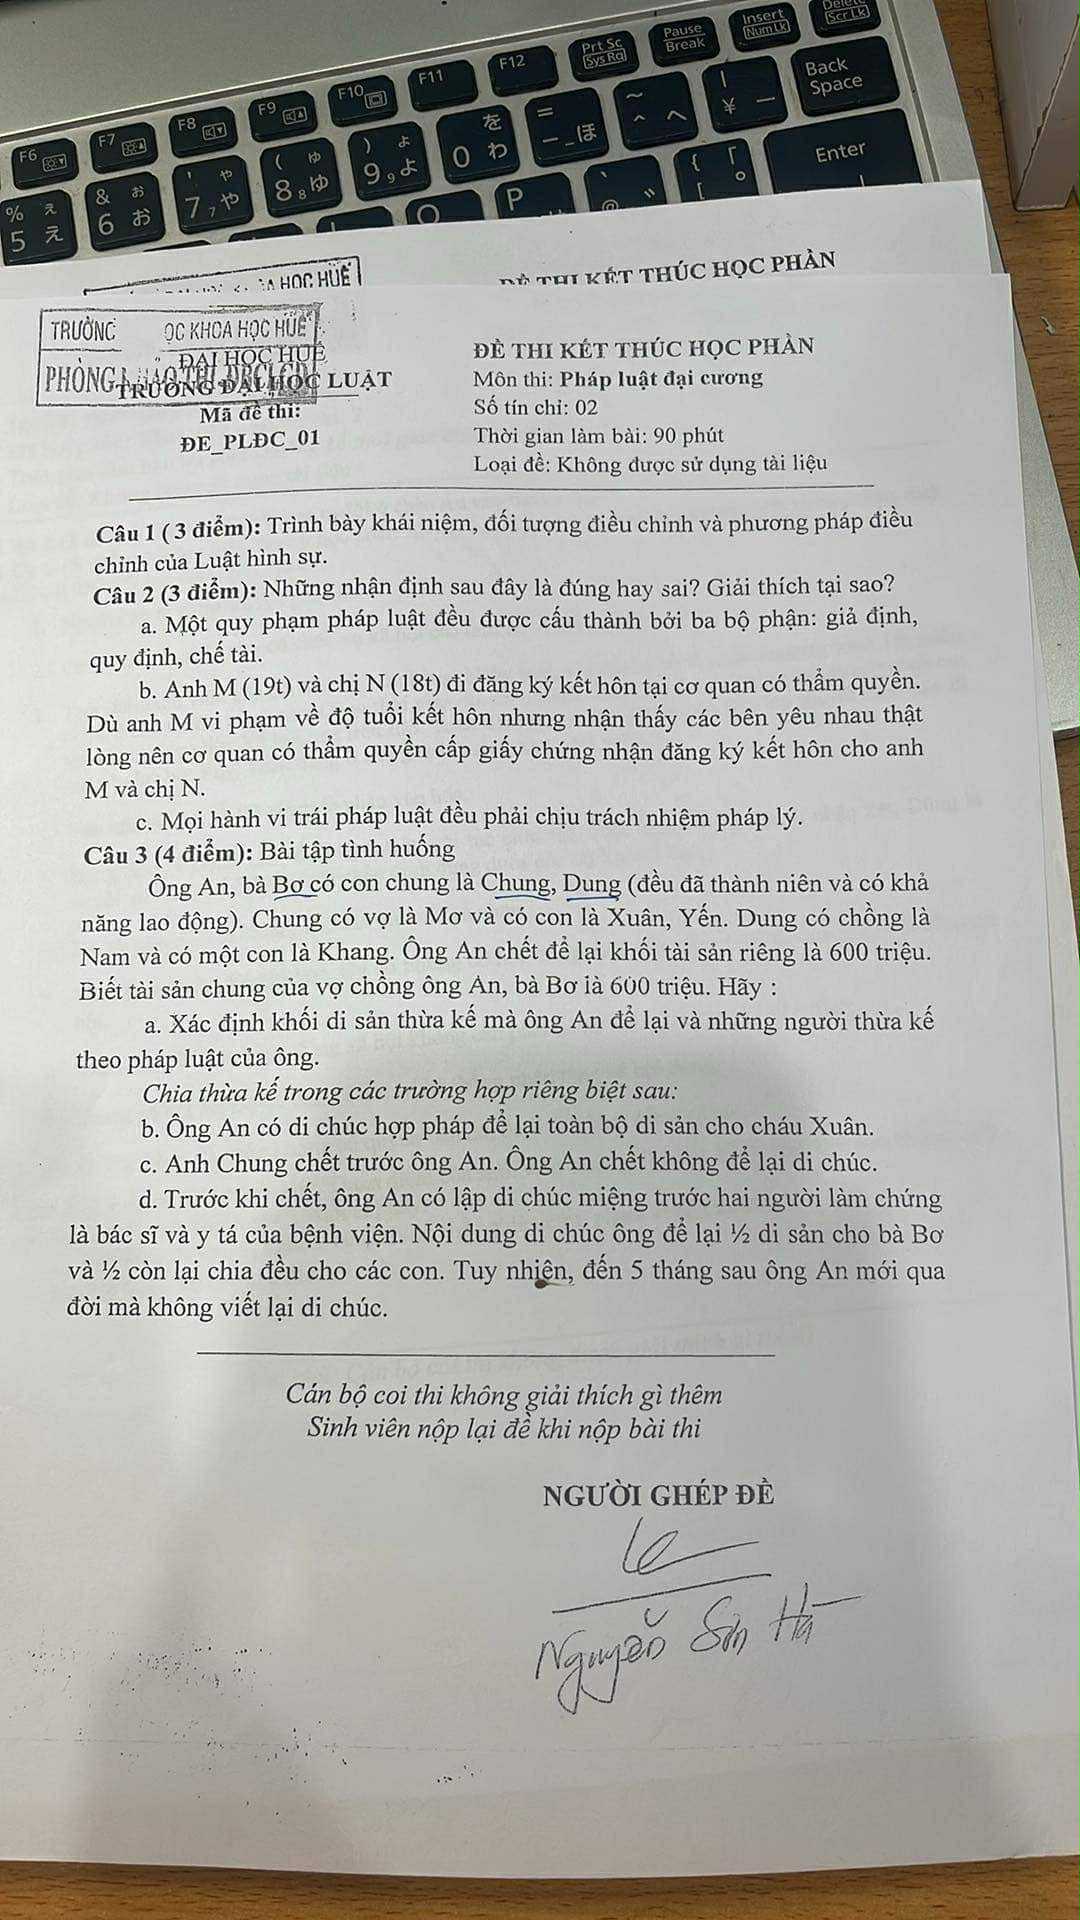 F6
F7
F8
F9
F10
F11
F12
Prt Sc
Sys Rq
Pause
Break
Insert
NumLk
Delete
ScrLk
% え
5 え
& お
6 お
' や
7 や
( ゆ
8 ゆ
) よ
9 よ
を
0 わ
=
- ほ
~
^ へ
|
¥ ー
Back
Space
O
P
@
{ 「
[ °
Enter
HỌC HUẾ
ĐỀ THI KẾT THÚC HỌC PHẦN
TRƯỜNG ỌC KHOA HỌC HUẾ
PHÒNG
ĐẠI HỌC HUẾ
TRƯỜNG ĐẠI HỌC LUẬT
Mã đề thi:
ĐE_PLĐC_01
ĐỀ THI KẾT THÚC HỌC PHẦN
Môn thi: Pháp luật đại cương
Số tín chỉ: 02
Thời gian làm bài: 90 phút
Loại đề: Không được sử dụng tài liệu
Câu 1 ( 3 điểm): Trình bày khái niệm, đối tượng điều chỉnh và phương pháp điều
chỉnh của Luật hình sự.
Câu 2 (3 điểm): Những nhận định sau đây là đúng hay sai? Giải thích tại sao?
a. Một quy phạm pháp luật đều được cấu thành bởi ba bộ phận: giả định,
quy định, chế tài.
b. Anh M (19t) và chị N (18t) đi đăng ký kết hôn tại cơ quan có thẩm quyền.
Dù anh M vi phạm về độ tuổi kết hôn nhưng nhận thấy các bên yêu nhau thật
lòng nên cơ quan có thẩm quyền cấp giấy chứng nhận đăng ký kết hôn cho anh
M và chị N.
c. Mọi hành vi trái pháp luật đều phải chịu trách nhiệm pháp lý.
Câu 3 (4 điểm): Bài tập tình huống
Ông An, bà Bơ có con chung là Chung, Dung (đều đã thành niên và có khả
năng lao động). Chung có vợ là Mơ và có con là Xuân, Yến. Dung có chồng là
Nam và có một con là Khang. Ông An chết để lại khối tài sản riêng là 600 triệu.
Biết tài sản chung của vợ chồng ông An, bà Bơ là 600 triệu. Hãy :
a. Xác định khối di sản thừa kế mà ông An để lại và những người thừa kế
theo pháp luật của ông.
Chia thừa kế trong các trường hợp riêng biệt sau:
b. Ông An có di chúc hợp pháp để lại toàn bộ di sản cho cháu Xuân.
c. Anh Chung chết trước ông An. Ông An chết không để lại di chúc.
d. Trước khi chết, ông An có lập di chúc miệng trước hai người làm chứng
là bác sĩ và y tá của bệnh viện. Nội dung di chúc ông để lại ½ di sản cho bà Bơ
và ½ còn lại chia đều cho các con. Tuy nhiên, đến 5 tháng sau ông An mới qua
đời mà không viết lại di chúc.
Cán bộ coi thi không giải thích gì thêm
Sinh viên nộp lại đề khi nộp bài thi
NGƯỜI GHÉP ĐỀ
Hà